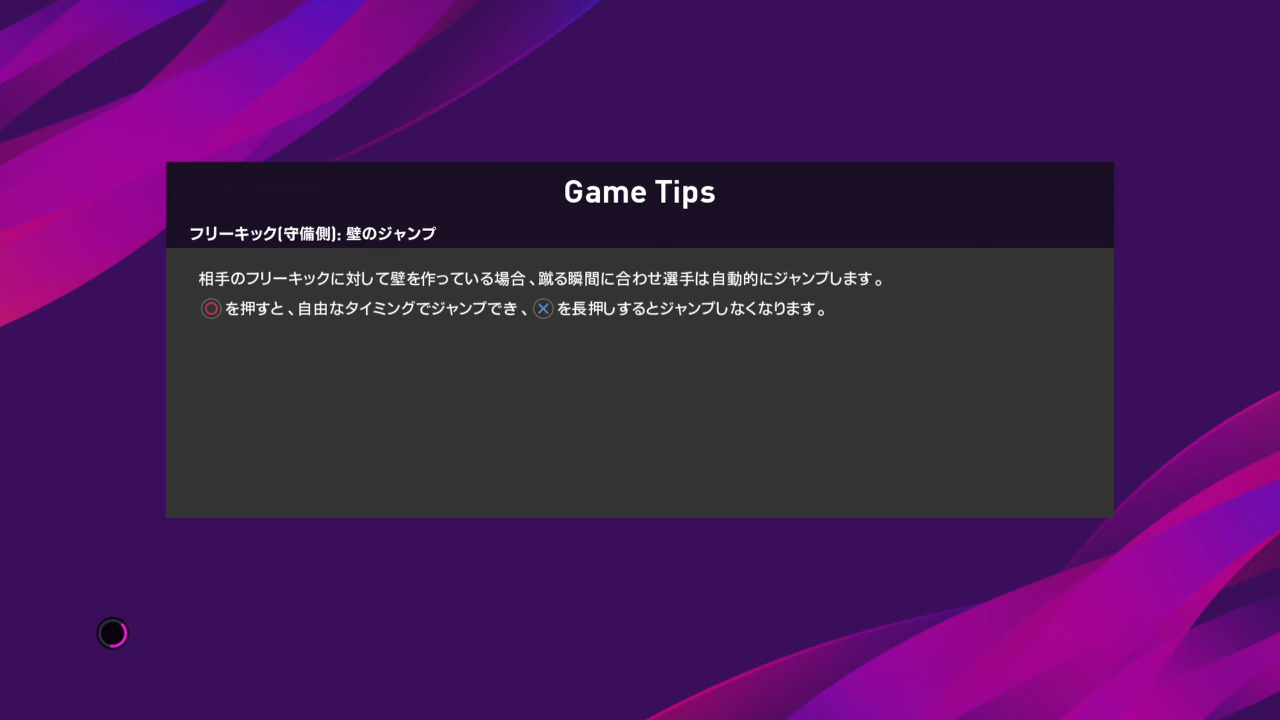 Game Tips
フリーキック(守備側): 壁のジャンプ
相手のフリーキックに対して壁を作っている場合、蹴る瞬間に合わせ選手は自動的にジャンプします。
◯を押すと、自由なタイミングでジャンプでき、✕を長押しするとジャンプしなくなります。